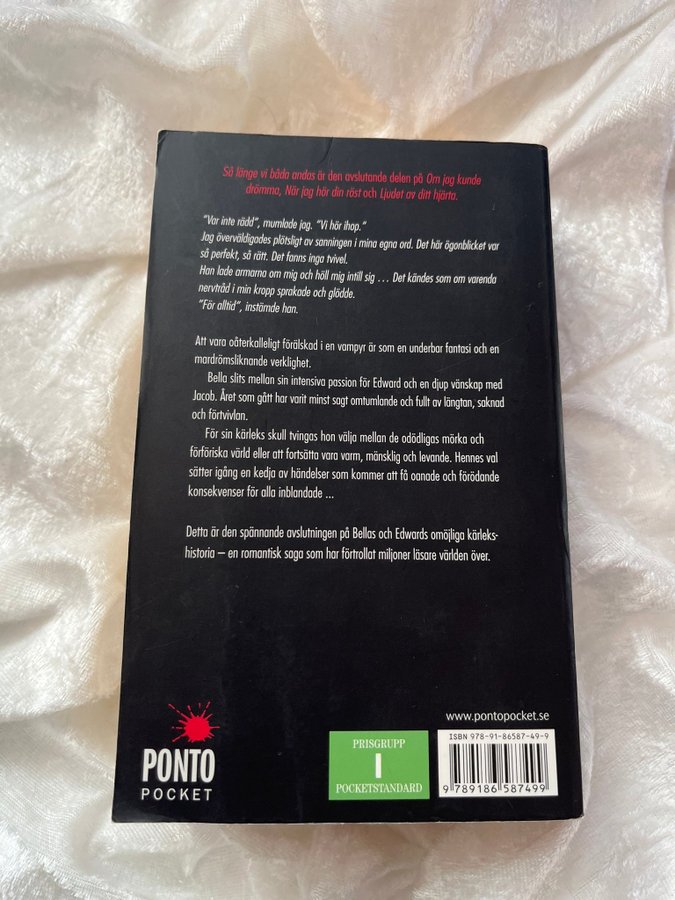 Så länge vi båda andas är den avslutande delen på Om jag kunde
drömma, När jag hör din röst och Ljudet av ditt hjärta.
"Var inte rädd", mumlade jag. "Vi hör ihop."
Jag överväldigades plötsligt av sanningen i mina egna ord. Det här ögonblicket var
så perfekt, så rätt. Det fanns inga tvivel.
Han lade armarna om mig och höll mig intill sig ... Det kändes som om varenda
nervtråd i min kropp sprakade och glödde.
"För alltid", instämde han.
Att vara oåterkalleligt förälskad i en vampyr är som en underbar fantasi och en
mardrömsliknande verklighet.
Bella slits mellan sin intensiva passion för Edward och en djup vänskap med
Jacob. Året som gått har varit minst sagt omtumlande och fullt av längtan, saknad
och förtvivlan.
För sin kärleks skull tvingas hon välja mellan de odödligas mörka och
förföriska värld eller att fortsätta vara varm, mänsklig och levande. Hennes val
sätter igång en kedja av händelser som kommer att få oanade och förödande
konsekvenser för alla inblandade ...
Detta är den spännande avslutningen på Bellas och Edwards omöjliga kärleks-
historia – en romantisk saga som har förtrollat miljoner läsare världen över.
www.pontopocket.se
ISBN 978-91-86587-49-9
9 789186 587499
PRISGRUPP
I
POCKETSTANDARD
PONTO
POCKET